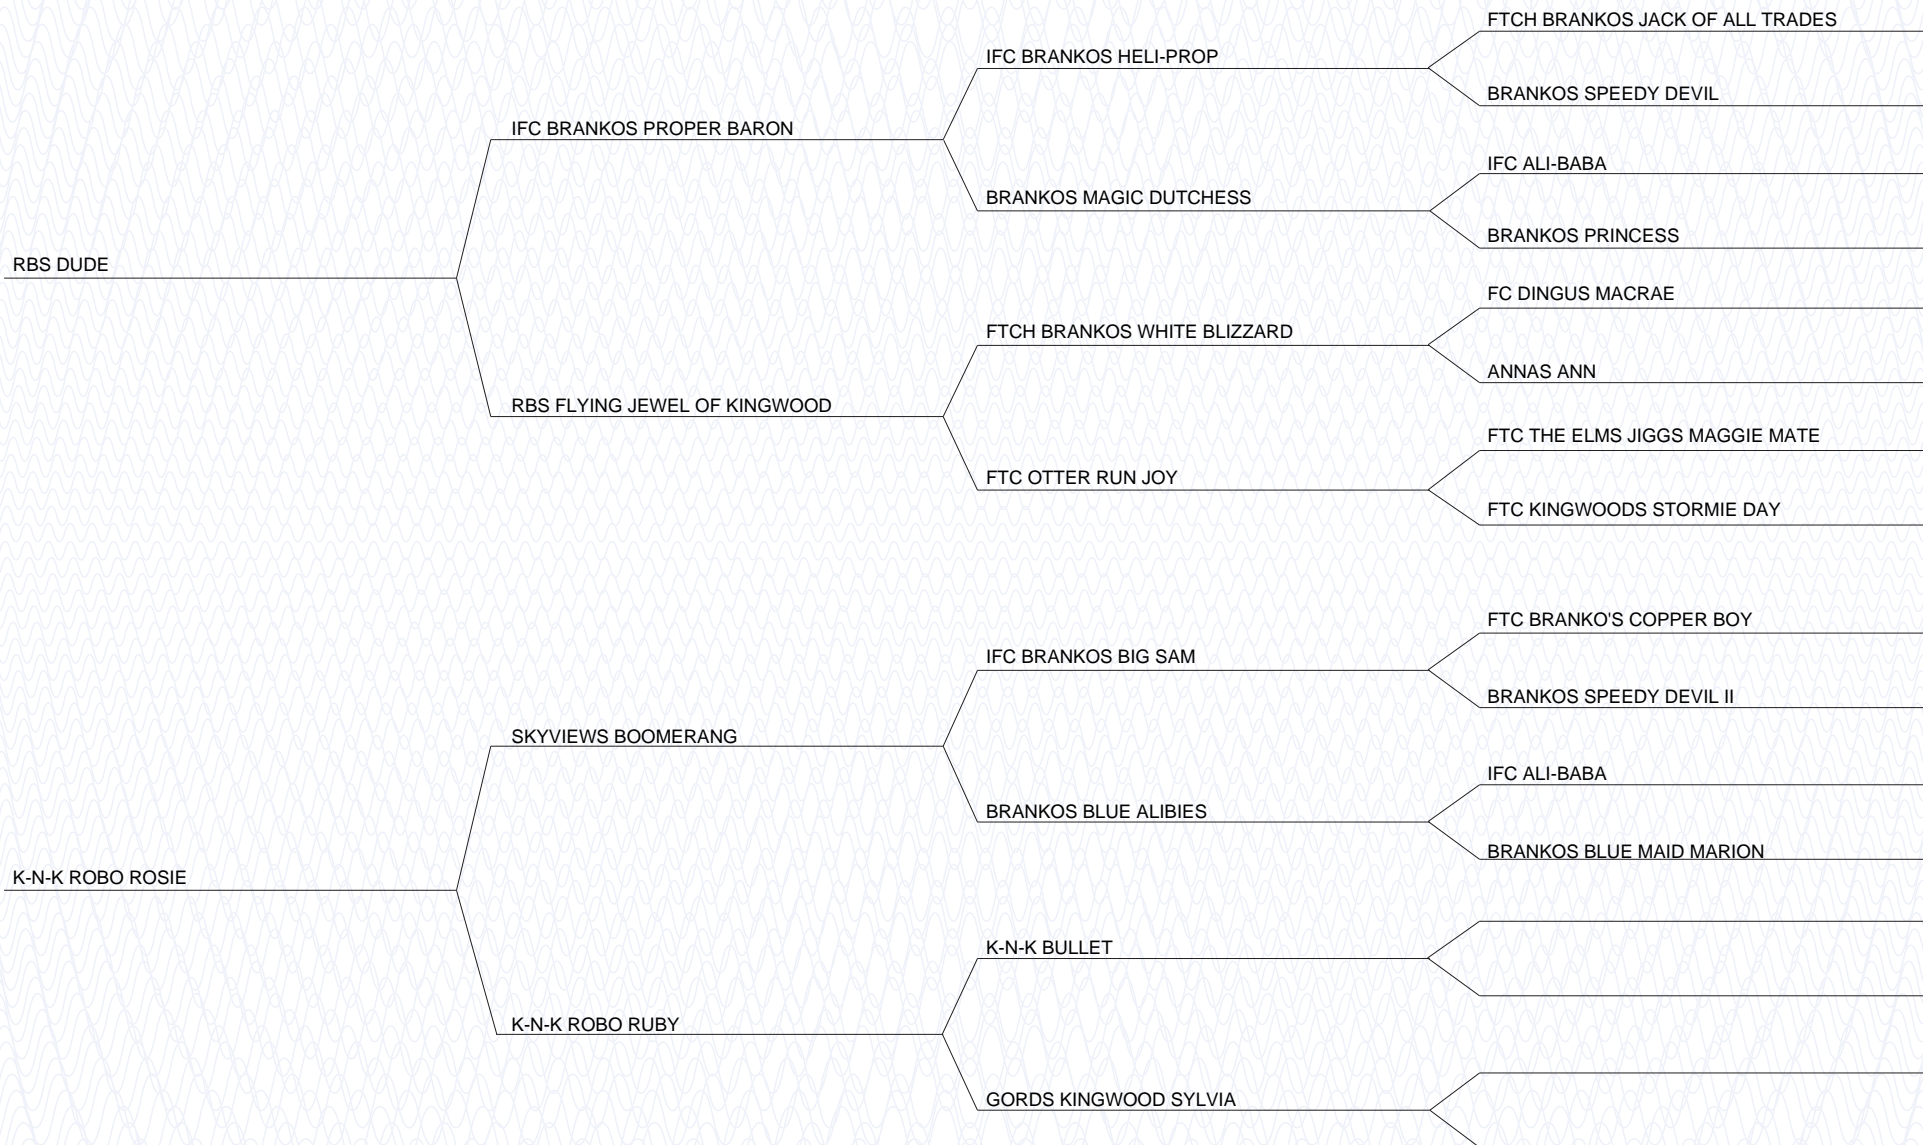 FTCH BRANKOS JACK OF ALL TRADES
IFC BRANKOS HELI-PROP
BRANKOS SPEEDY DEVIL
IFC BRANKOS PROPER BARON
IFC ALI-BABA
BRANKOS MAGIC DUTCHESS
BRANKOS PRINCESS
RBS DUDE
FC DINGUS MACRAE
FTCH BRANKOS WHITE BLIZZARD
ANNAS ANN
RBS FLYING JEWEL OF KINGWOOD
FTC THE ELMS JIGGS MAGGIE MATE
FTC OTTER RUN JOY
FTC KINGWOODS STORMIE DAY
FTC BRANKO'S COPPER BOY
IFC BRANKOS BIG SAM
BRANKOS SPEEDY DEVIL II
SKYVIEWS BOOMERANG
IFC ALI-BABA
BRANKOS BLUE ALIBIES
BRANKOS BLUE MAID MARION
K-N-K ROBO ROSIE
K-N-K BULLET
K-N-K ROBO RUBY
GORDS KINGWOOD SYLVIA